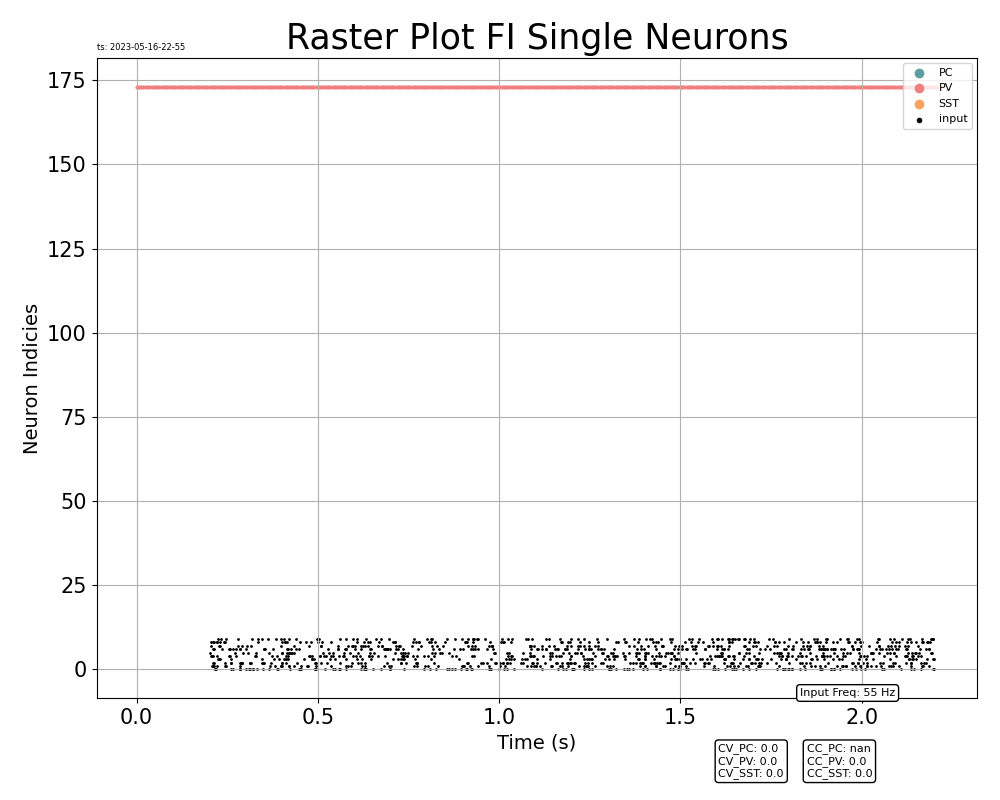 Raster Plot FI Single Neurons
ts: 2023-05-16-22-55
PC
PV
SST
input
175
150
125
100
75
50
25
0
Neuron Indicies
0.0 0.5 1.0 1.5 2.0
Time (s)
Input Freq: 55 Hz
CV_PC: 0.0
CV_PV: 0.0
CV_SST: 0.0
CC_PC: nan
CC_PV: 0.0
CC_SST: 0.0